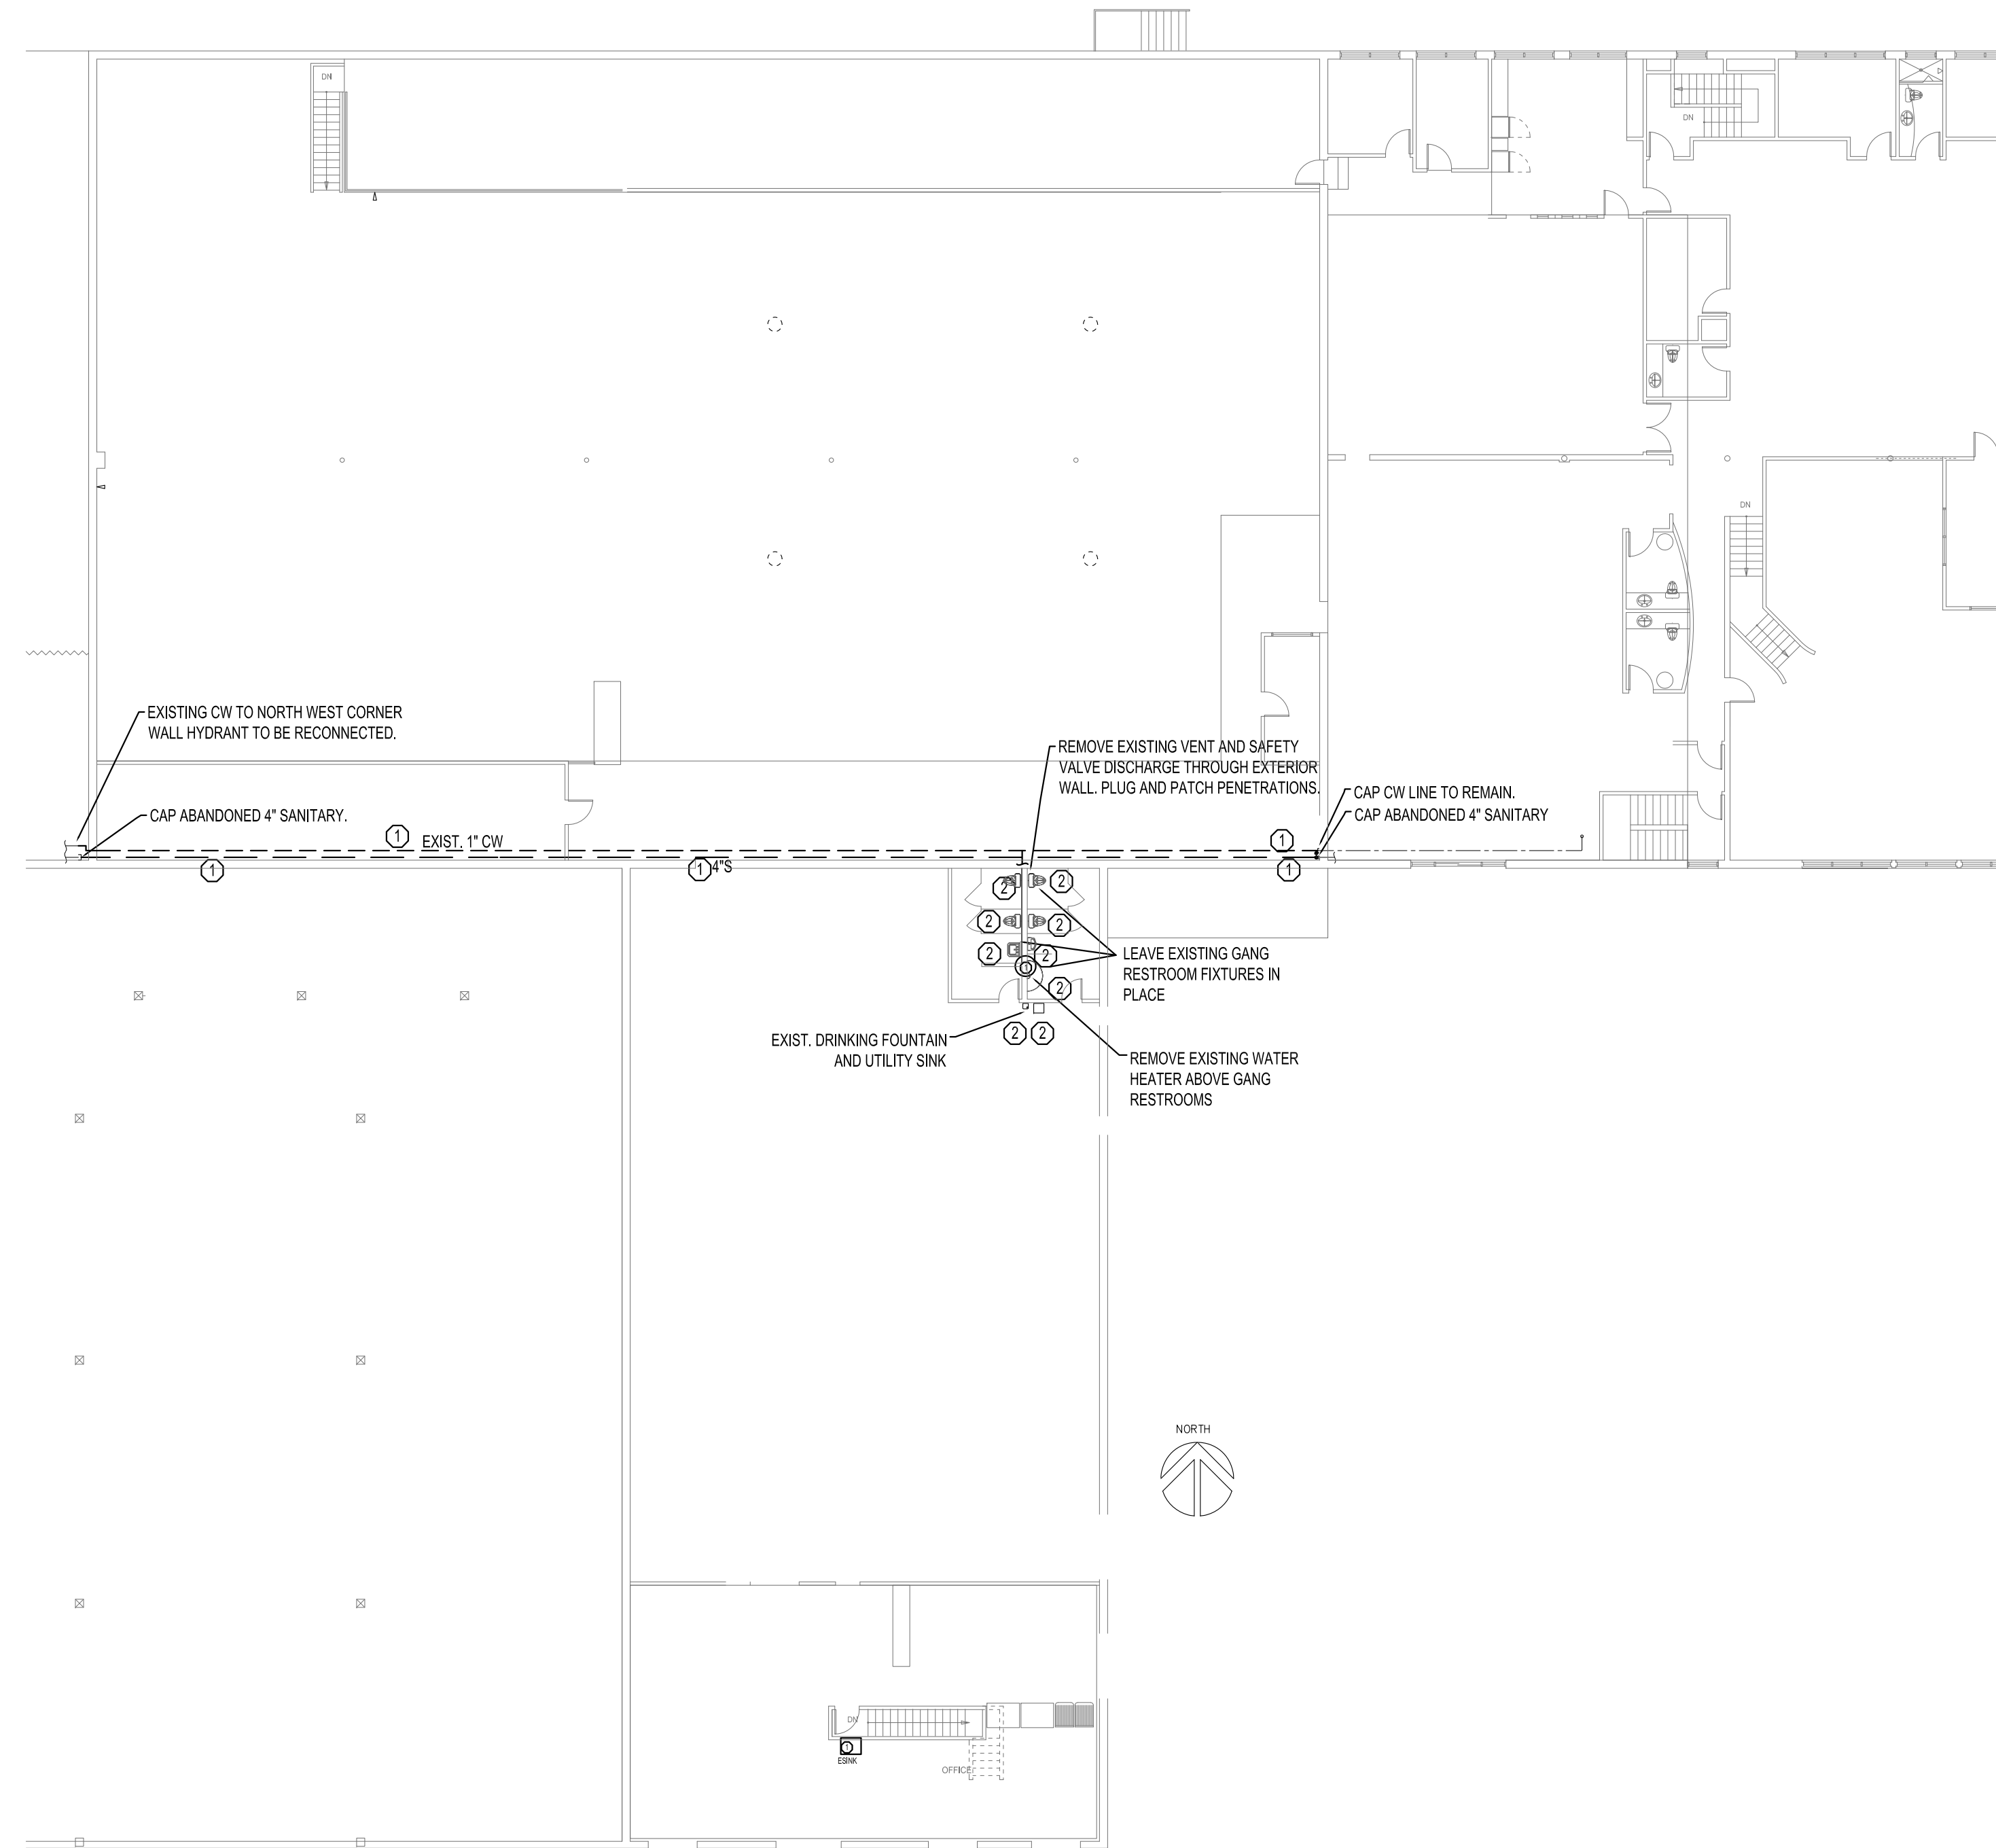 DN
DN
DN
EXISTING CW TO NORTH WEST CORNER
WALL HYDRANT TO BE RECONNECTED.
REMOVE EXISTING VENT AND SAFETY
VALVE DISCHARGE THROUGH EXTERIOR
WALL. PLUG AND PATCH PENETRATIONS.
CAP CW LINE TO REMAIN.
CAP ABANDONED 4" SANITARY
CAP ABANDONED 4" SANITARY.
1
EXIST. 1" CW
1
1
1
4"S
1
2
2
2
2
2
2
1
2
LEAVE EXISTING GANG
RESTROOM FIXTURES IN
PLACE
2
2
EXIST. DRINKING FOUNTAIN
AND UTILITY SINK
REMOVE EXISTING WATER
HEATER ABOVE GANG
RESTROOMS
NORTH
DN
1
ESINK
OFFICE